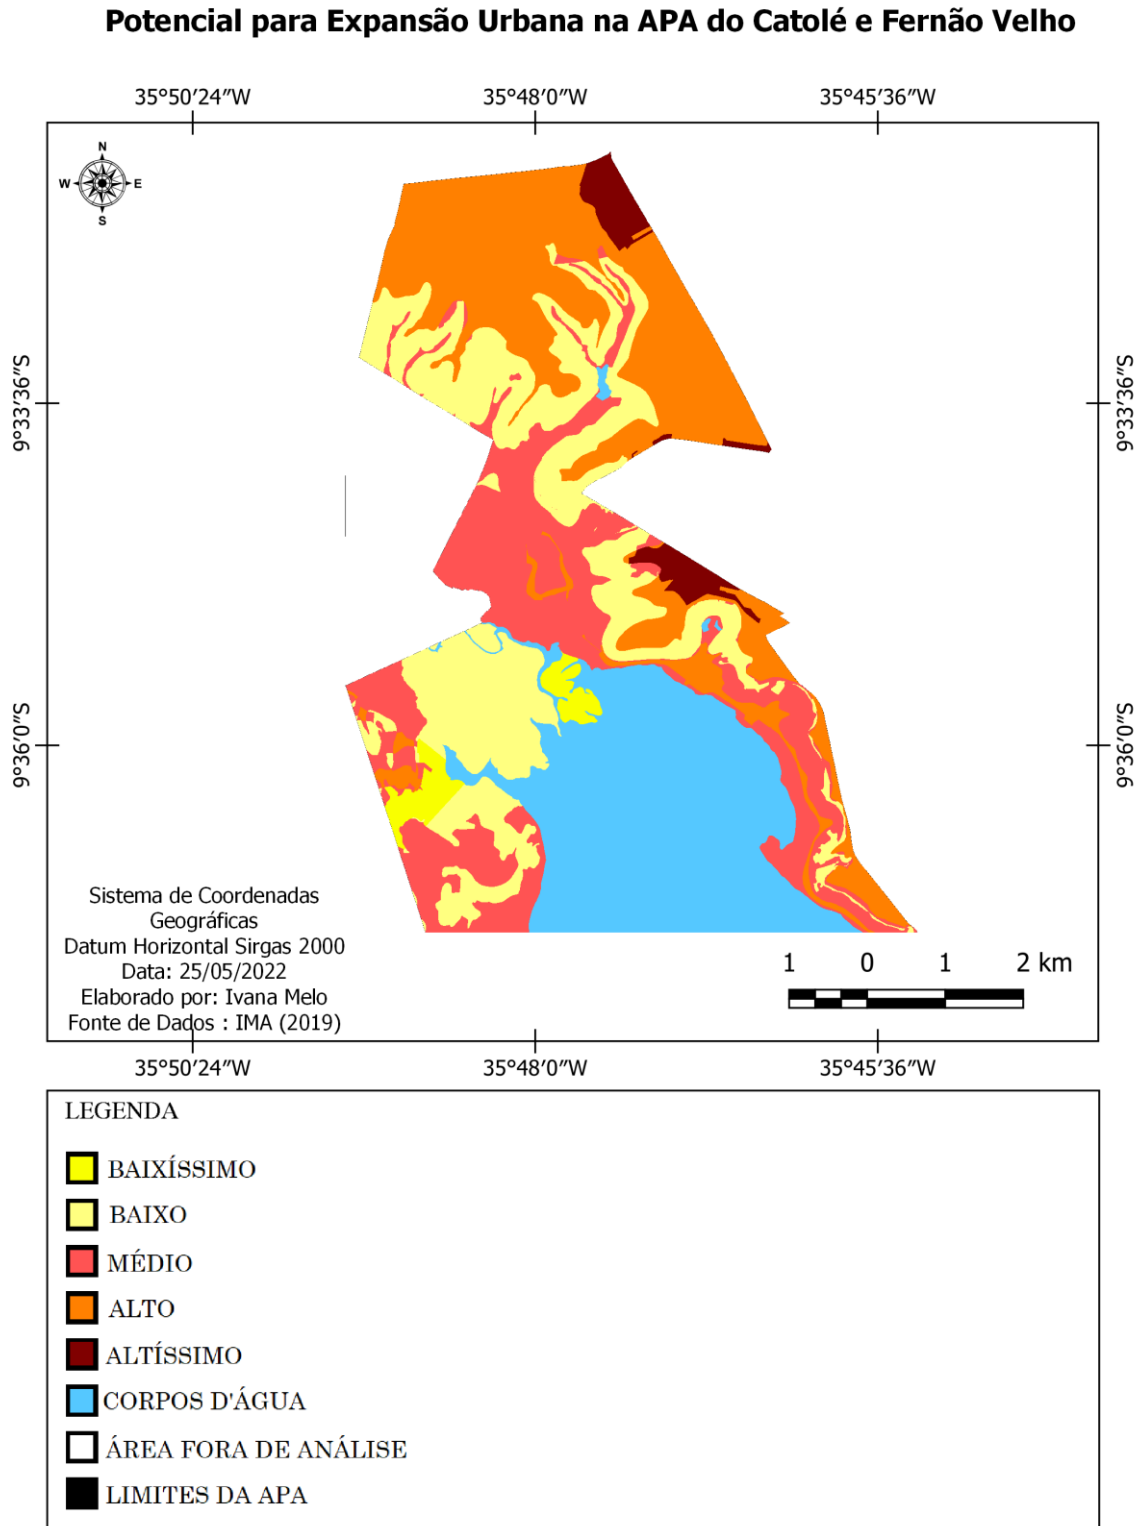 Potencial para Expansão Urbana na APA do Catolé e Fernão Velho
35°50′24″W 35°48′0″W 35°45′36″W
N
W E
S
9°33′36″S 9°33′36″S
9°36′0″S 9°36′0″S
Sistema de Coordenadas
Geográficas
Datum Horizontal Sirgas 2000
Data: 25/05/2022
Elaborado por: Ivana Melo
Fonte de Dados : IMA (2019)
1 0 1 2 km
35°50′24″W 35°48′0″W 35°45′36″W
LEGENDA
BAIXÍSSIMO
BAIXO
MÉDIO
ALTO
ALTÍSSIMO
CORPOS D'ÁGUA
ÁREA FORA DE ANÁLISE
LIMITES DA APA